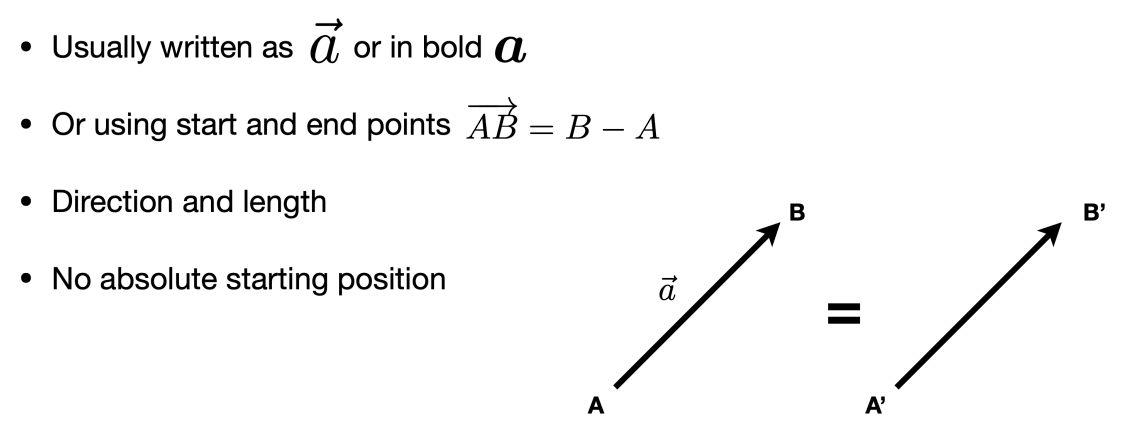 • Usually written as $\vec{a}$ or in bold $\boldsymbol{a}$
• Or using start and end points $\overrightarrow{AB} = B - A$
• Direction and length
• No absolute starting position
B
B’
$\vec{a}$
=
A
A’